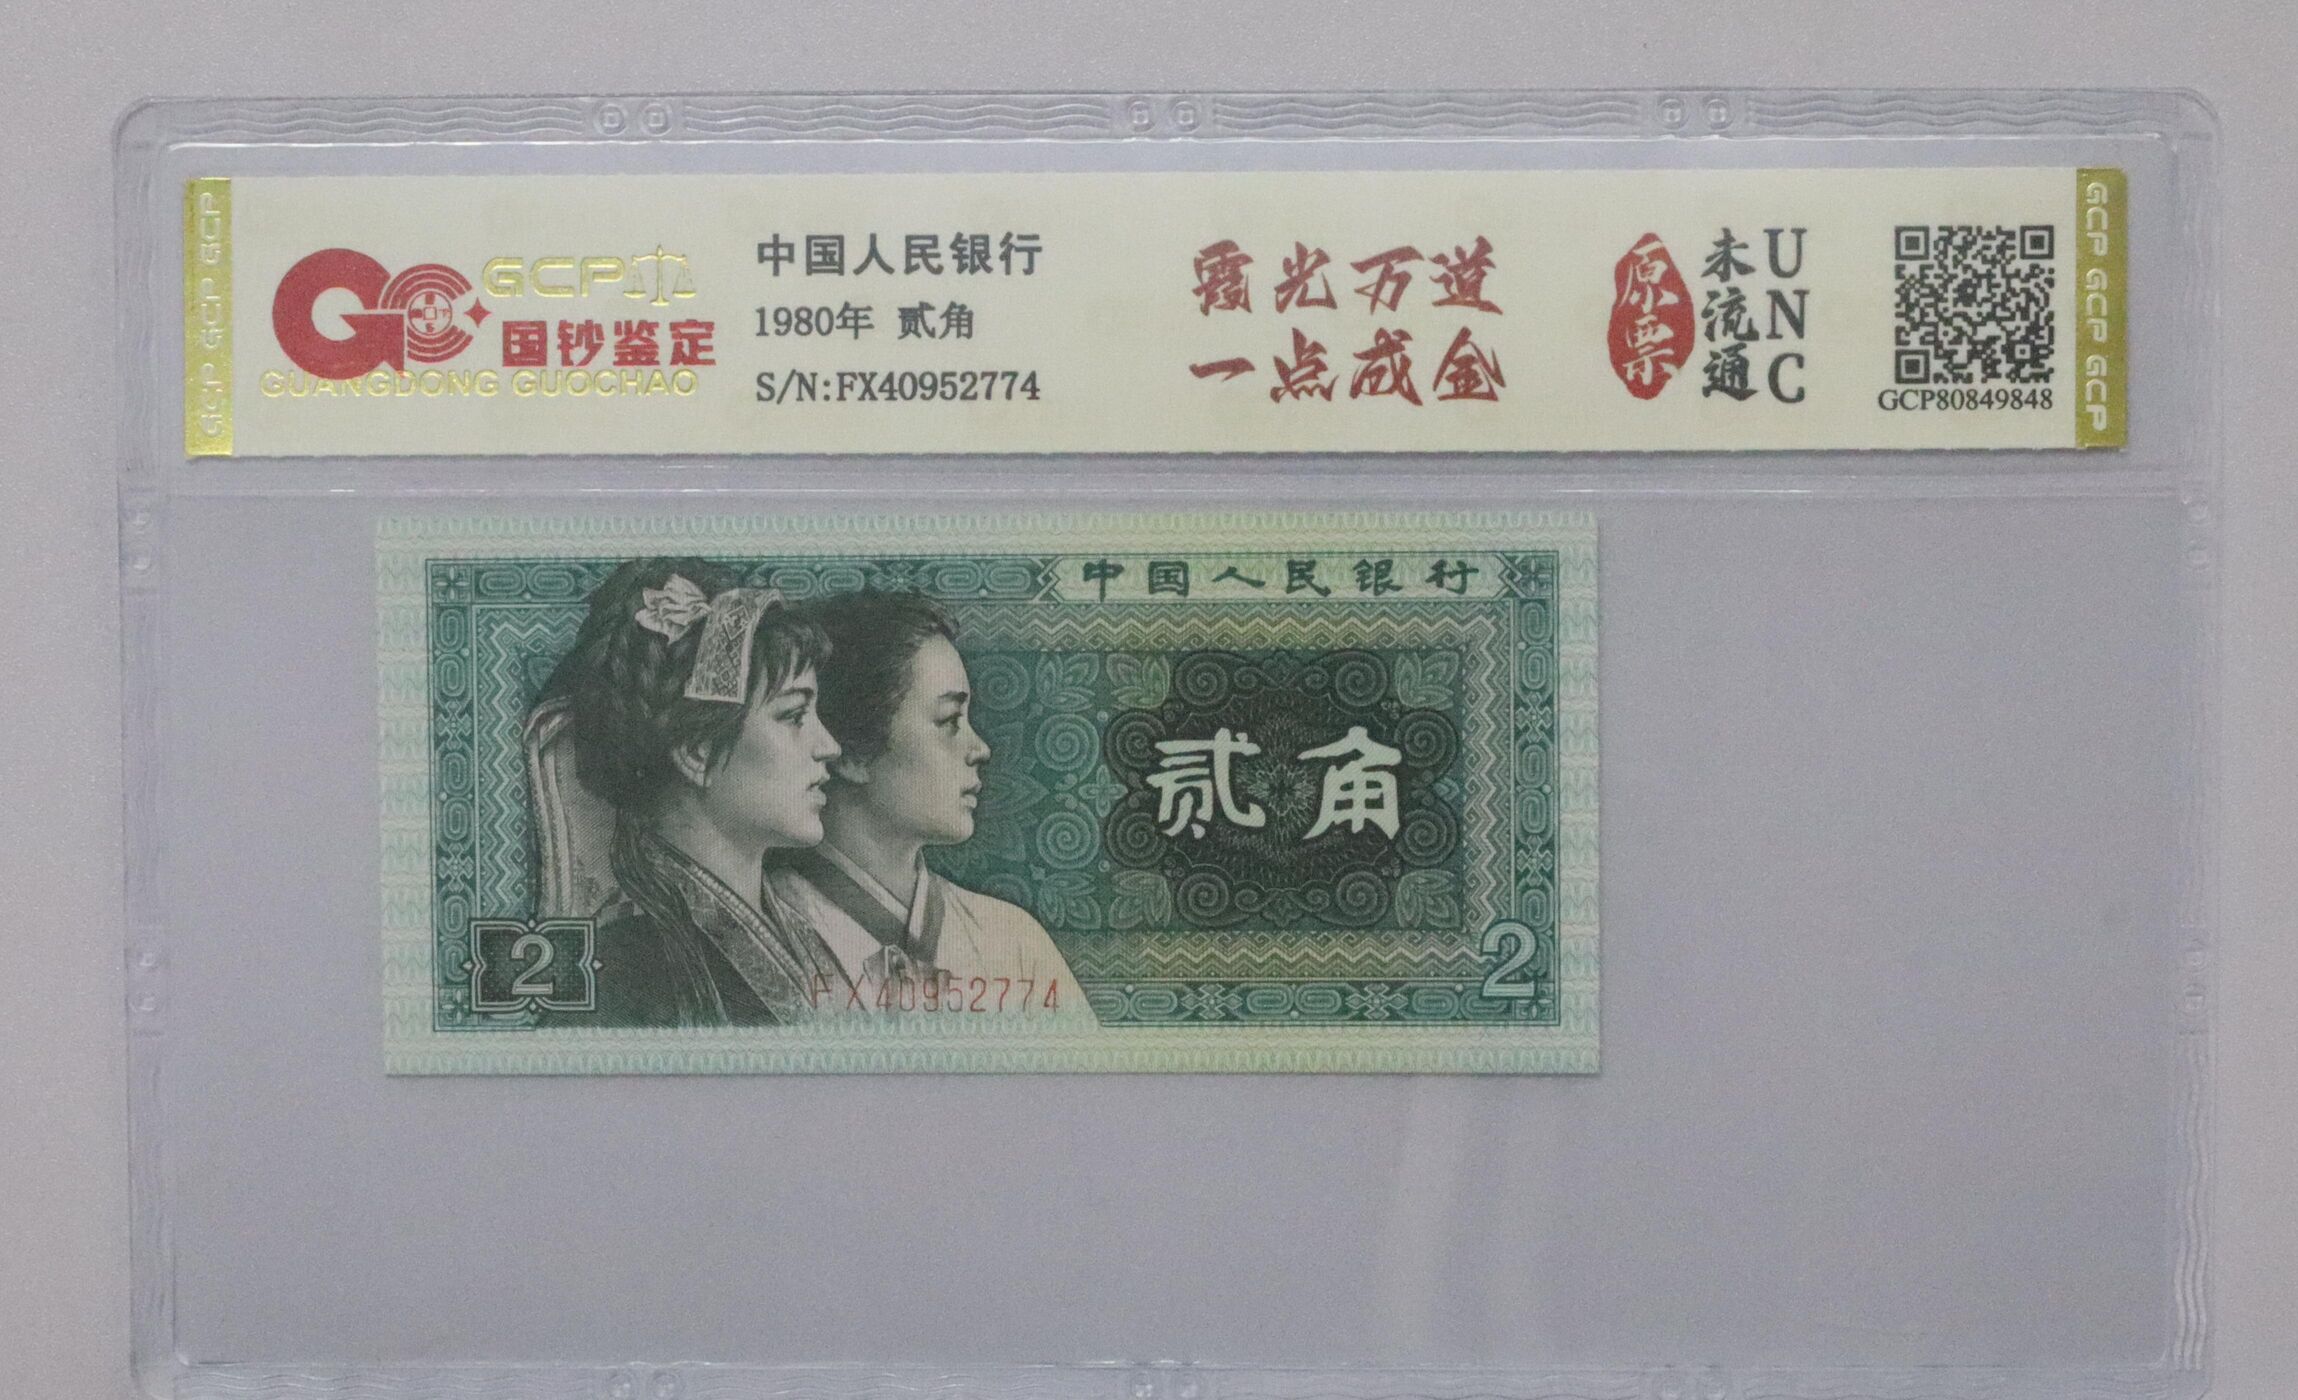 GCP GCP GCP
GCP
国钞鉴定
GUANGDONG GUOCHAO
中国人民银行
1980年 贰角
S/N:FX40952774
霞光万道
一点成金
原票
未流通
UNC
GCP80849848
GCP GCP GCP GCP
中国人民银行
贰角
2
FX40952774
2